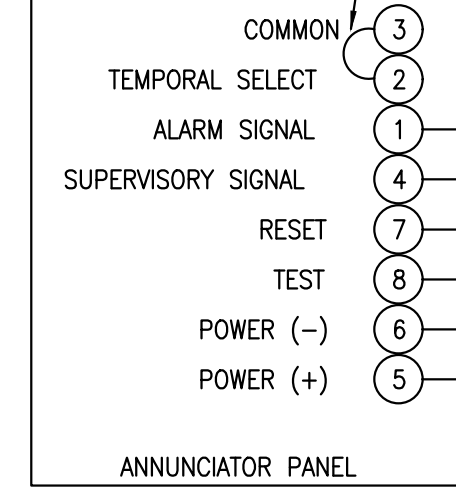 COMMON 3
TEMPORAL SELECT 2
ALARM SIGNAL 1
SUPERVISORY SIGNAL 4
RESET 7
TEST 8
POWER (-) 6
POWER (+) 5
ANNUNCIATOR PANEL